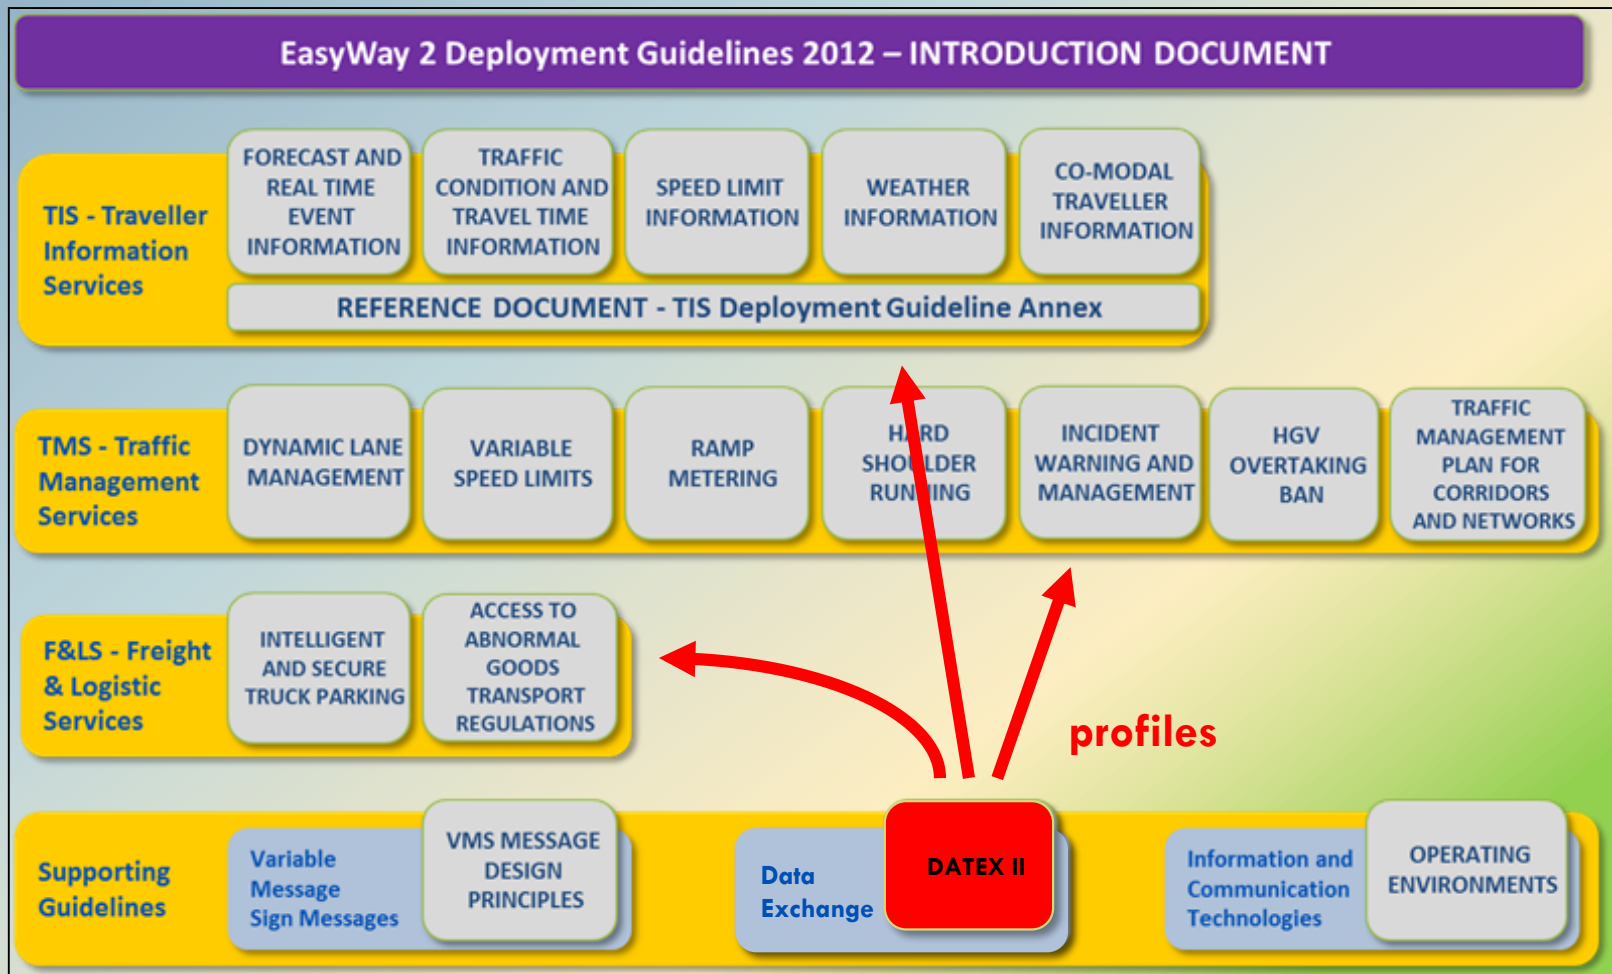 EasyWay 2 Deployment Guidelines 2012 – INTRODUCTION DOCUMENT
TIS - Traveller
Information
Services
FORECAST AND
REAL TIME
EVENT
INFORMATION
TRAFFIC
CONDITION AND
TRAVEL TIME
INFORMATION
SPEED LIMIT
INFORMATION
WEATHER
INFORMATION
CO-MODAL
TRAVELLER
INFORMATION
REFERENCE DOCUMENT - TIS Deployment Guideline Annex
TMS - Traffic
Management
Services
DYNAMIC LANE
MANAGEMENT
VARIABLE
SPEED LIMITS
RAMP
METERING
HARD
SHOULDER
RUNNING
INCIDENT
WARNING AND
MANAGEMENT
HGV
OVERTAKING
BAN
TRAFFIC
MANAGEMENT
PLAN FOR
CORRIDORS
AND NETWORKS
F&LS - Freight
& Logistic
Services
INTELLIGENT
AND SECURE
TRUCK PARKING
ACCESS TO
ABNORMAL
GOODS
TRANSPORT
REGULATIONS
profiles
Supporting
Guidelines
Variable
Message
Sign Messages
VMS MESSAGE
DESIGN
PRINCIPLES
Data
Exchange
DATEX II
Information and
Communication
Technologies
OPERATING
ENVIRONMENTS